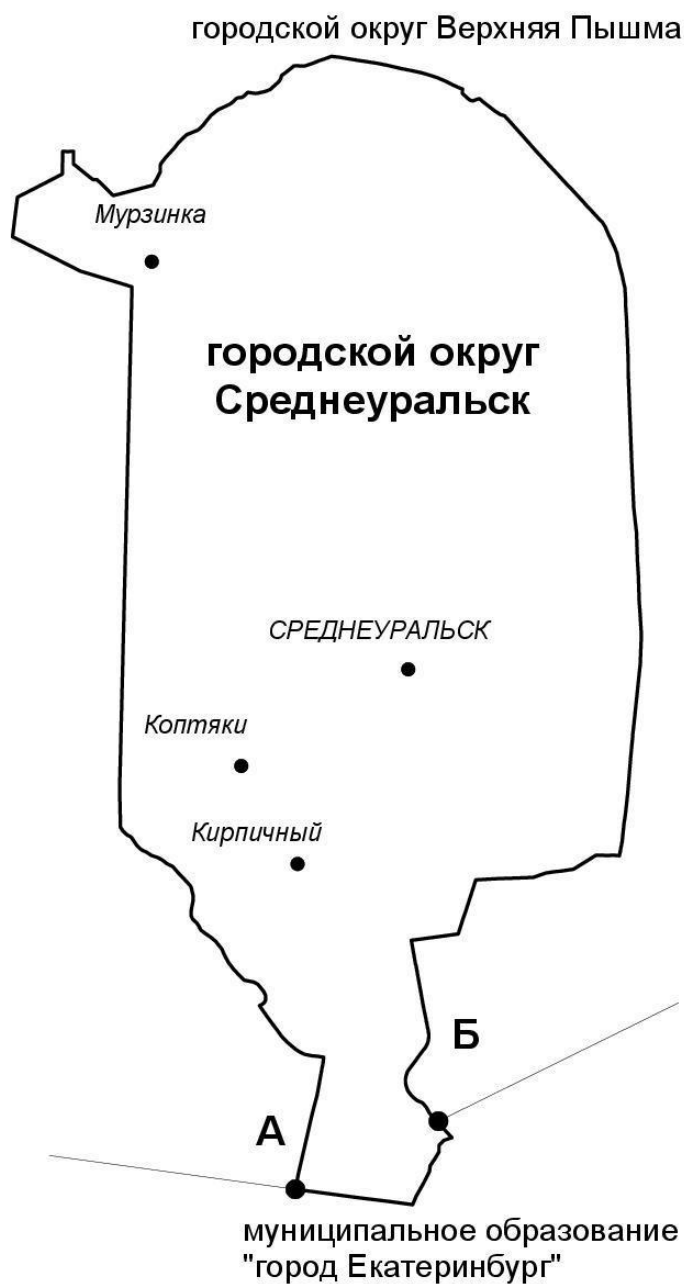 городской округ Верхняя Пышма
Мурзинка
городской округ
Среднеуральск
СРЕДНЕУРАЛЬСК
Коптяки
Кирпичный
Б
А
муниципальное образование
"город Екатеринбург"